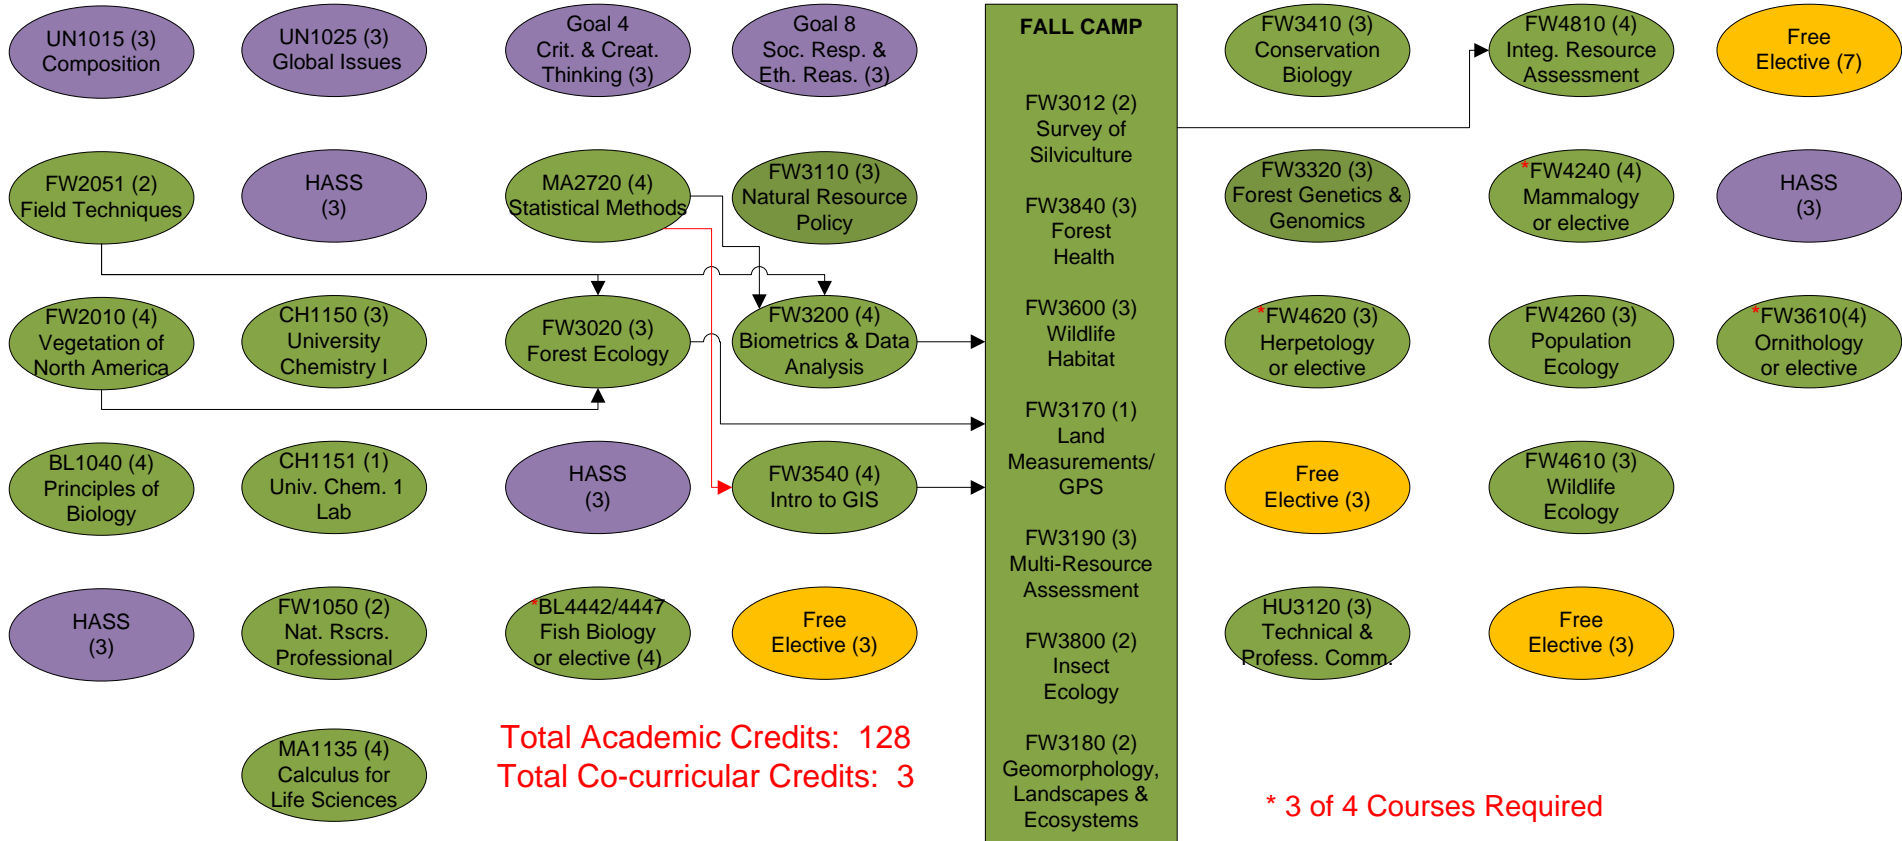 UN1015 (3)
Composition
UN1025 (3)
Global Issues
Goal 4
Crit. & Creat.
Thinking (3)
Goal 8
Soc. Resp. &
Eth. Reas. (3)
FW2051 (2)
Field Techniques
HASS
(3)
MA2720 (4)
Statistical Methods
FW3110 (3)
Natural Resource
Policy
FW2010 (4)
Vegetation of
North America
CH1150 (3)
University
Chemistry I
FW3020 (3)
Forest Ecology
FW3200 (4)
Biometrics & Data
Analysis
BL1040 (4)
Principles of
Biology
CH1151 (1)
Univ. Chem. 1
Lab
HASS
(3)
FW3540 (4)
Intro to GIS
HASS
(3)
FW1050 (2)
Nat. Rscrs.
Professional
*BL4442/4447
Fish Biology
or elective (4)
Free
Elective (3)
MA1135 (4)
Calculus for
Life Sciences
Total Academic Credits: 128
Total Co-curricular Credits: 3
FALL CAMP
FW3012 (2)
Survey of
Silviculture
FW3840 (3)
Forest
Health
FW3600 (3)
Wildlife
Habitat
FW3170 (1)
Land
Measurements/
GPS
FW3190 (3)
Multi-Resource
Assessment
FW3800 (2)
Insect
Ecology
FW3180 (2)
Geomorphology,
Landscapes &
Ecosystems
FW3410 (3)
Conservation
Biology
FW4810 (4)
Integ. Resource
Assessment
Free
Elective (7)
FW3320 (3)
Forest Genetics &
Genomics
*FW4240 (4)
Mammalogy
or elective
HASS
(3)
*FW4620 (3)
Herpetology
or elective
FW4260 (3)
Population
Ecology
*FW3610(4)
Ornithology
or elective
Free
Elective (3)
FW4610 (3)
Wildlife
Ecology
HU3120 (3)
Technical &
Profess. Comm.
Free
Elective (3)
* 3 of 4 Courses Required